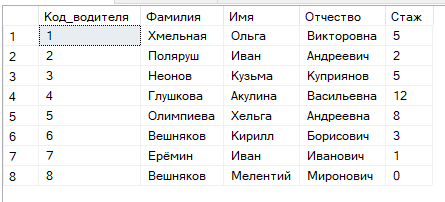 Код_водителя Фамилия Имя Отчество Стаж
1 1 Хмельная Ольга Викторовна 5
2 2 Поляруш Иван Андреевич 2
3 3 Неонов Кузьма Куприянов 5
4 4 Глушкова Акулина Васильевна 12
5 5 Олимпиева Хельга Андреевна 8
6 6 Вешняков Кирилл Борисович 3
7 7 Ерёмин Иван Иванович 1
8 8 Вешняков Мелентий Миронович 0